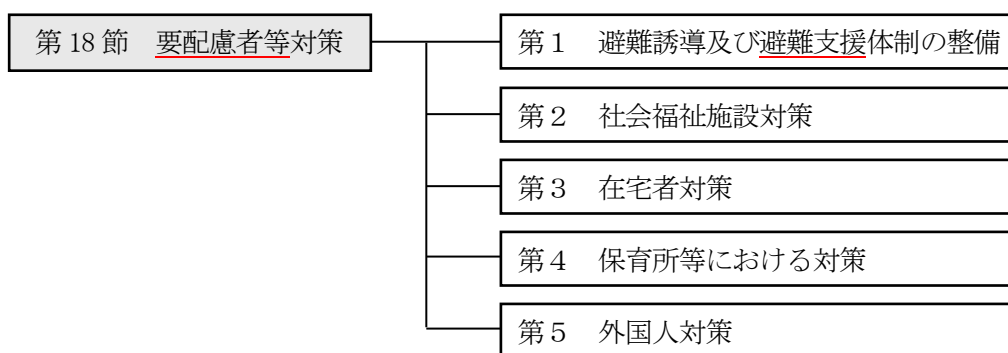 第18節　要配慮者等対策
第１　避難誘導及び避難支援体制の整備
第２　社会福祉施設対策
第３　在宅者対策
第４　保育所等における対策
第５　外国人対策